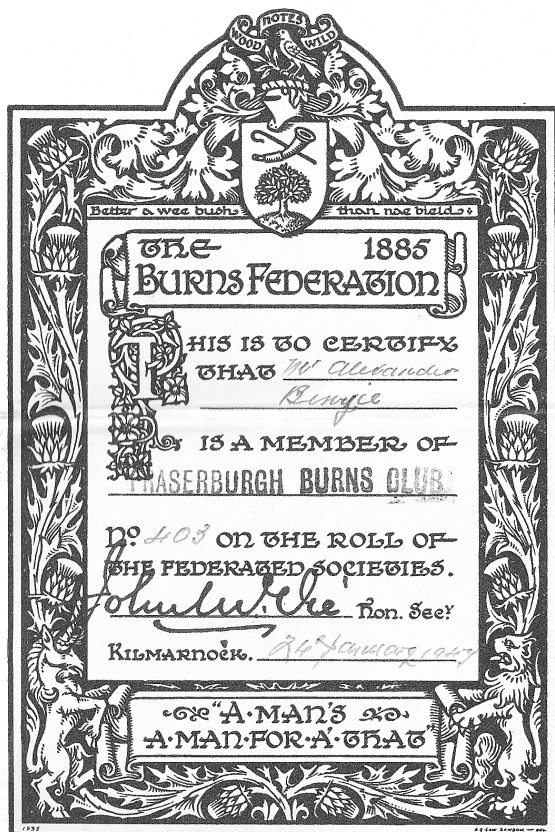 WOOD NOTES WILD
Better a wee bush than nae bield
THE 1885
BURNS FEDERATION
THIS IS TO CERTIFY
THAT Mr Alexander
IS A MEMBER OF
FRASERBURGH BURNS CLUB
No 403 ON THE ROLL OF
THE FEDERATED SOCIETIES.
Hon. Secy
KILMARNOCK. 24th January 1947
"A·MAN'S
A·MAN·FOR·A'·THAT"
1935